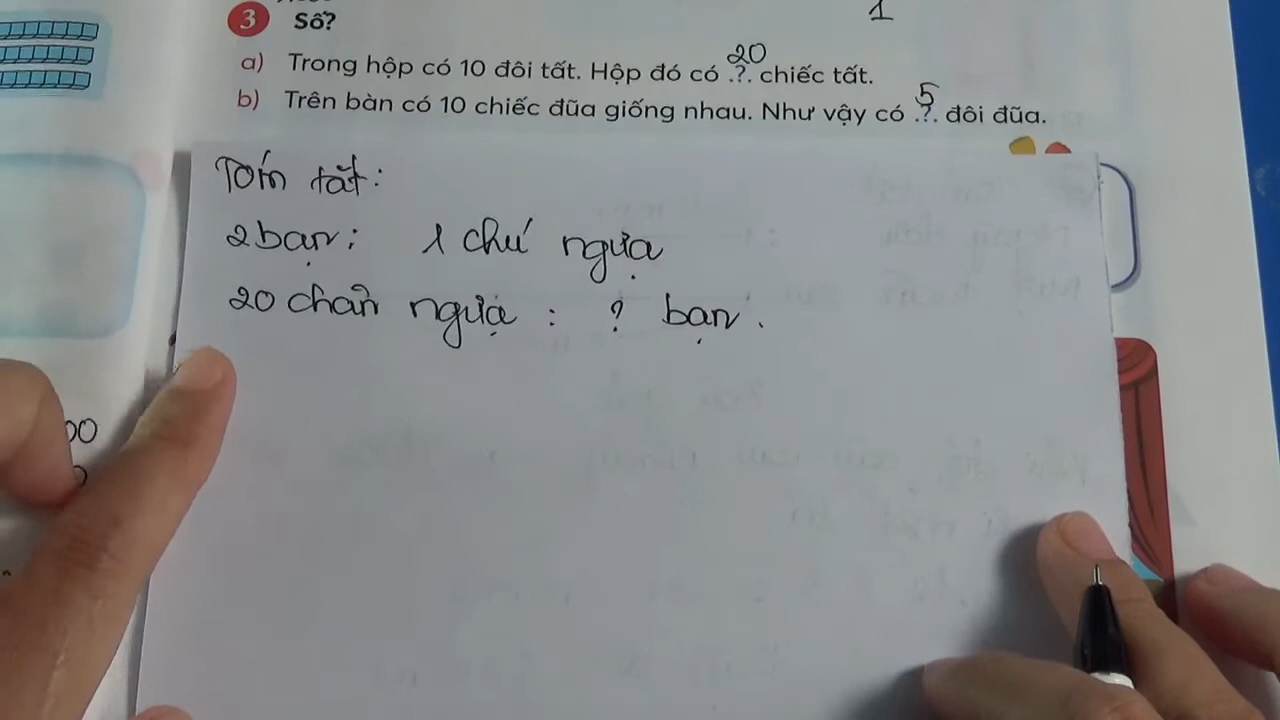 1
3 Số?
20
a) Trong hộp có 10 đôi tất. Hộp đó có .?. chiếc tất.
5
b) Trên bàn có 10 chiếc đũa giống nhau. Như vậy có .?. đôi đũa.
Tóm tắt:
2 bạn: 1 chú ngựa
20 chân ngựa : ? bạn.